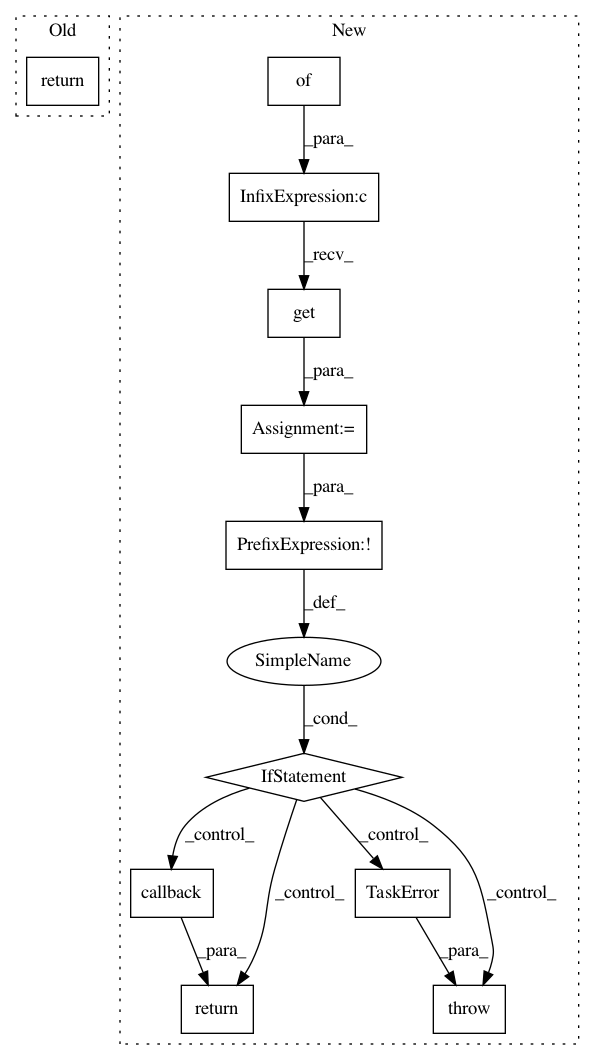 Old
New
return
of
_para_
InfixExpression:c
_recv_
get
_para_
Assignment:=
_para_
PrefixExpression:!
_def_
SimpleName
_cond_
IfStatement
_control_
_control_
_control_
_control_
callback
TaskError
_para_
_para_
return
throw